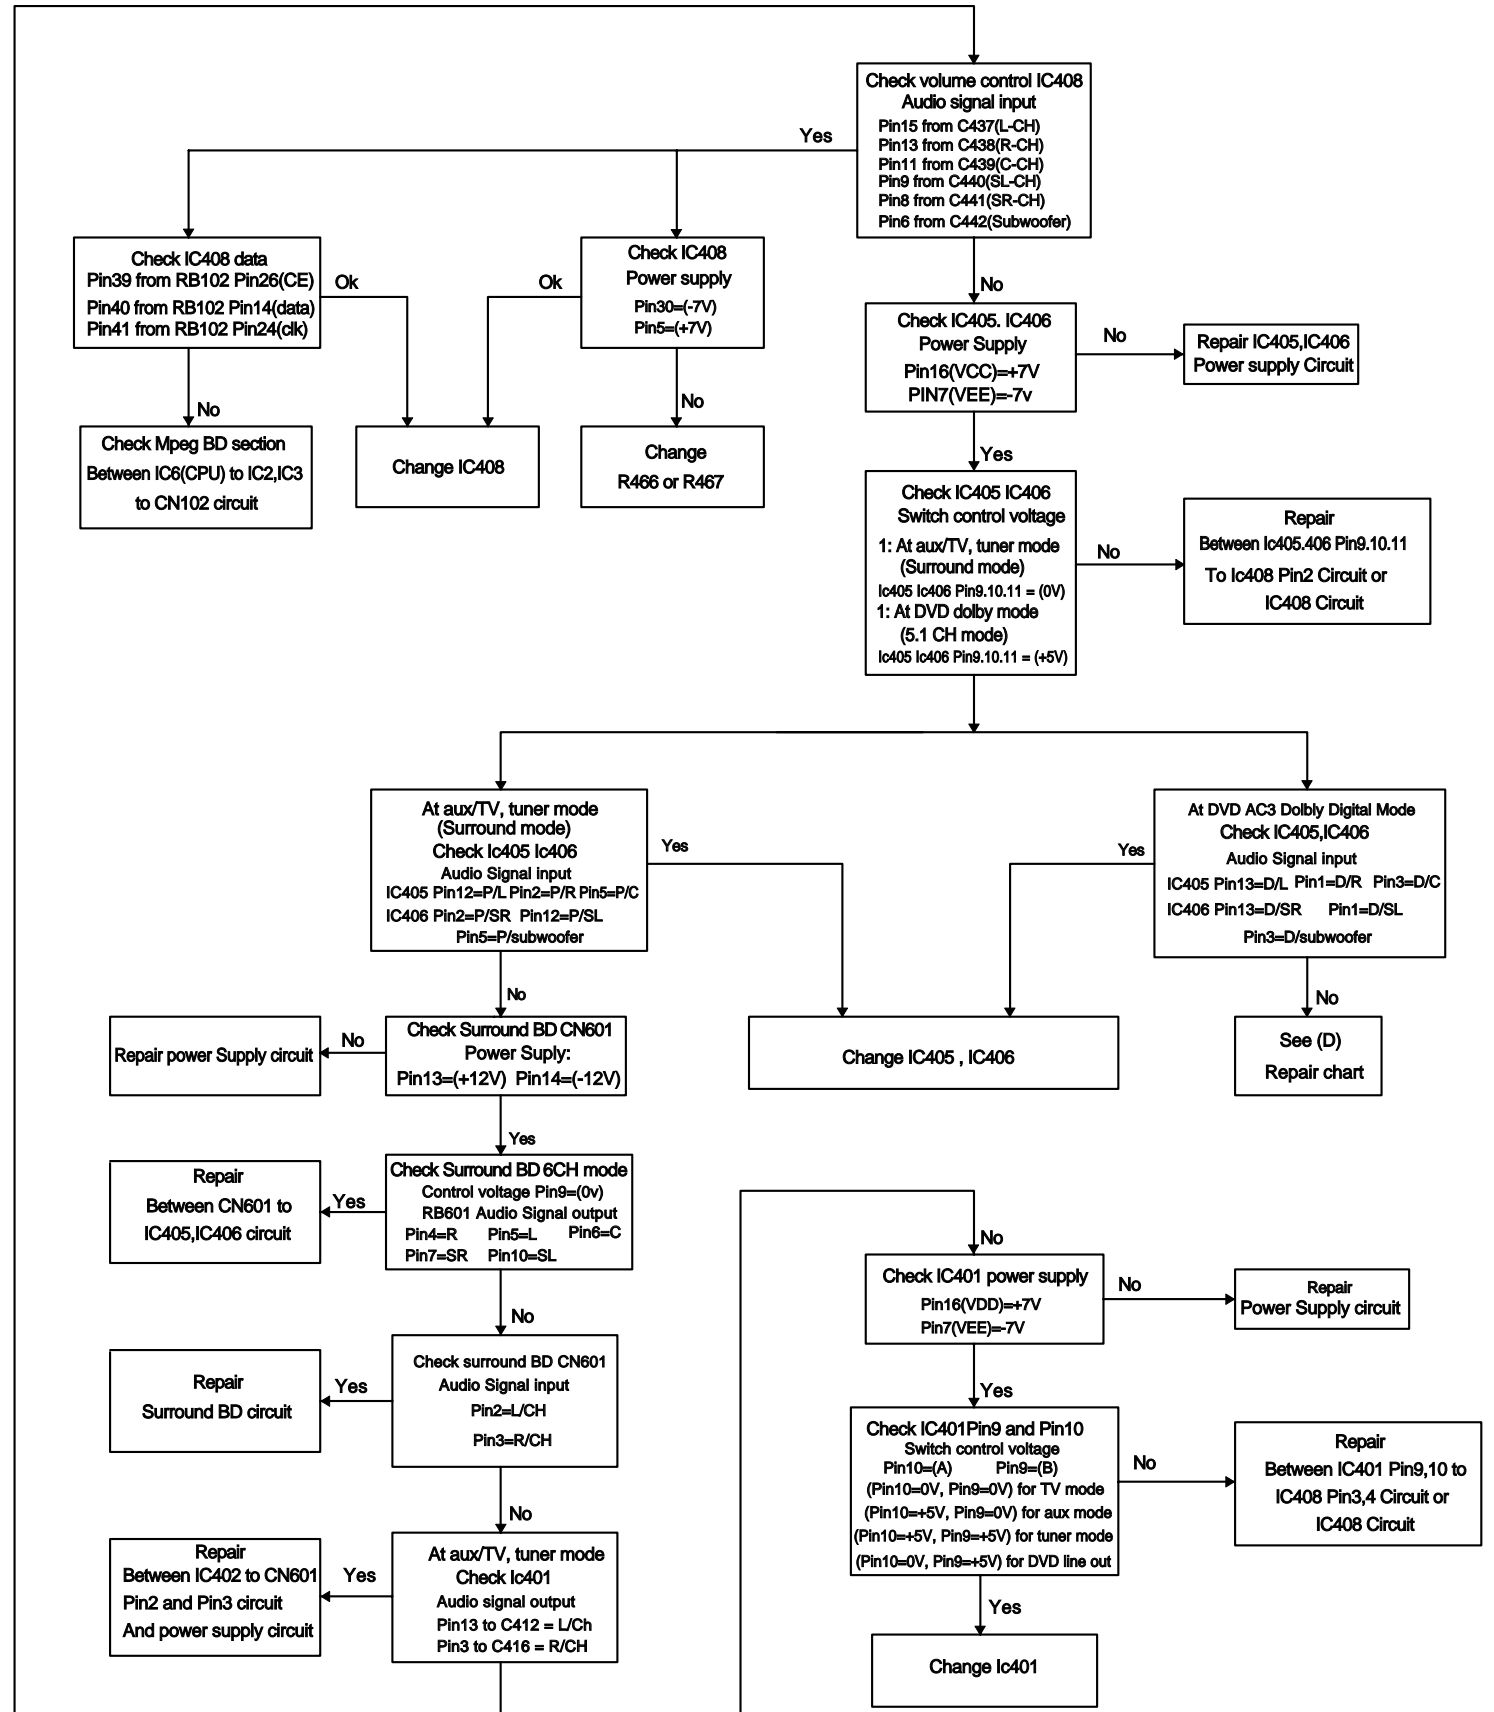 Check volume control IC408
Audio signal input
Pin15 from C437(L-CH)
Pin13 from C438(R-CH)
Pin11 from C439(C-CH)
Pin9 from C440(SL-CH)
Pin8 from C441(SR-CH)
Pin6 from C442(Subwoofer)
Yes
Check IC408 data
Pin39 from RB102 Pin26(CE)
Pin40 from RB102 Pin14(data)
Pin41 from RB102 Pin24(clk)
Ok
Ok
Check IC408
Power supply
Pin30=(-7V)
Pin5=(+7V)
No
Check IC405. IC406
Power Supply
Pin16(VCC)=+7V
PIN7(VEE)=-7v
No
Repair IC405,IC406
Power supply Circuit
No
Check Mpeg BD section
Between IC6(CPU) to IC2,IC3
to CN102 circuit
Change IC408
No
Change
R466 or R467
Yes
Check IC405 IC406
Switch control voltage
1: At aux/TV, tuner mode
(Surround mode)
Ic405 Ic406 Pin9.10.11 = (0V)
1: At DVD dolby mode
(5.1 CH mode)
Ic405 Ic406 Pin9.10.11 = (+5V)
No
Repair
Between Ic405.406 Pin9.10.11
To Ic408 Pin2 Circuit or
IC408 Circuit
At aux/TV, tuner mode
(Surround mode)
Check Ic405 Ic406
Audio Signal input
IC405 Pin12=P/L Pin2=P/R Pin5=P/C
IC406 Pin2=P/SR Pin12=P/SL
Pin5=P/subwoofer
Yes
Yes
At DVD AC3 Dolbly Digital Mode
Check IC405,IC406
Audio Signal input
IC405 Pin13=D/L Pin1=D/R Pin3=D/C
IC406 Pin13=D/SR Pin1=D/SL
Pin3=D/subwoofer
No
No
Repair power Supply circuit
No
Check Surround BD CN601
Power Suply:
Pin13=(+12V) Pin14=(-12V)
Change IC405 , IC406
See (D)
Repair chart
Yes
Repair
Between CN601 to
IC405,IC406 circuit
Yes
Check Surround BD 6CH mode
Control voltage Pin9=(0v)
RB601 Audio Signal output
Pin4=R Pin5=L Pin6=C
Pin7=SR Pin10=SL
No
Check IC401 power supply
Pin16(VDD)=+7V
Pin7(VEE)=-7V
No
Repair
Power Supply circuit
No
Repair
Surround BD circuit
Yes
Check surround BD CN601
Audio Signal input
Pin2=L/CH
Pin3=R/CH
Yes
Check IC401Pin9 and Pin10
Switch control voltage
Pin10=(A) Pin9=(B)
(Pin10=0V, Pin9=0V) for TV mode
(Pin10=+5V, Pin9=0V) for aux mode
(Pin10=+5V, Pin9=+5V) for tuner mode
(Pin10=0V, Pin9=+5V) for DVD line out
No
Repair
Between IC401 Pin9,10 to
IC408 Pin3,4 Circuit or
IC408 Circuit
No
Repair
Between IC402 to CN601
Pin2 and Pin3 circuit
And power supply circuit
Yes
At aux/TV, tuner mode
Check Ic401
Audio signal output
Pin13 to C412 = L/Ch
Pin3 to C416 = R/CH
Yes
Change Ic401